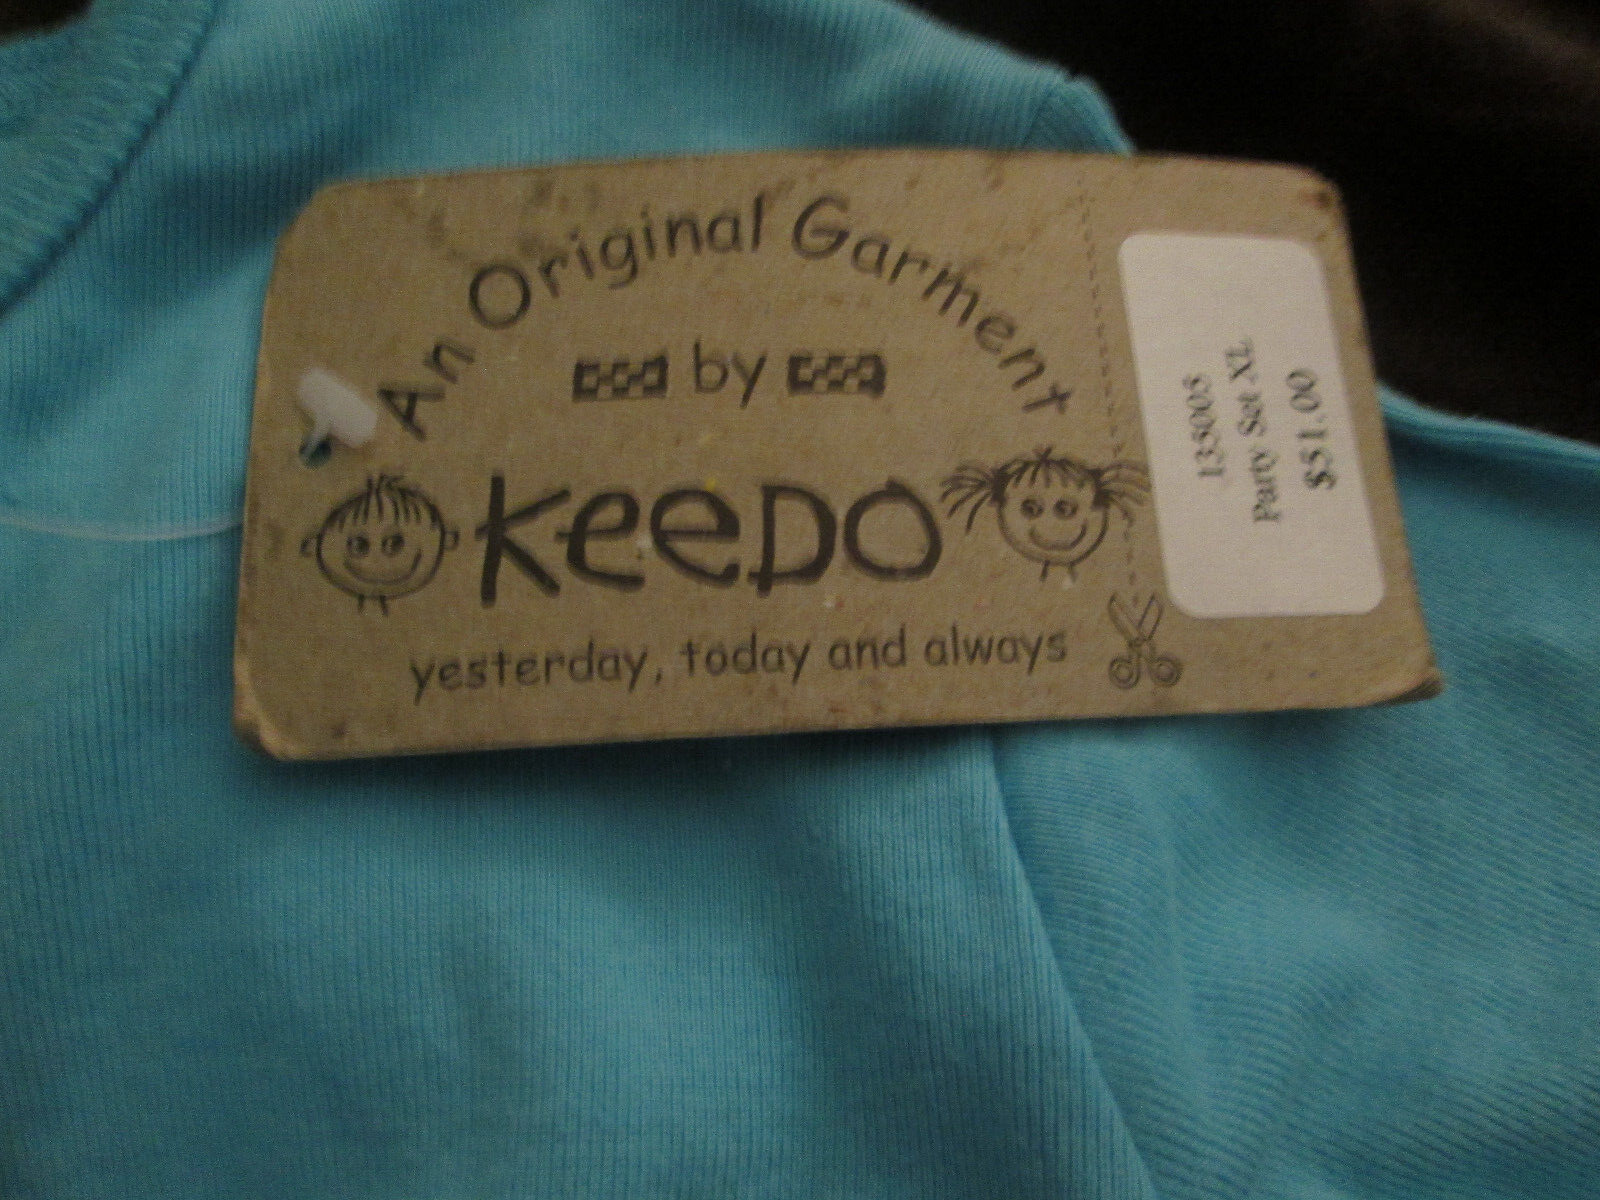 An Original Garment
by
KeeDO
yesterday, today and always
135008
Party Set XL
$51.00